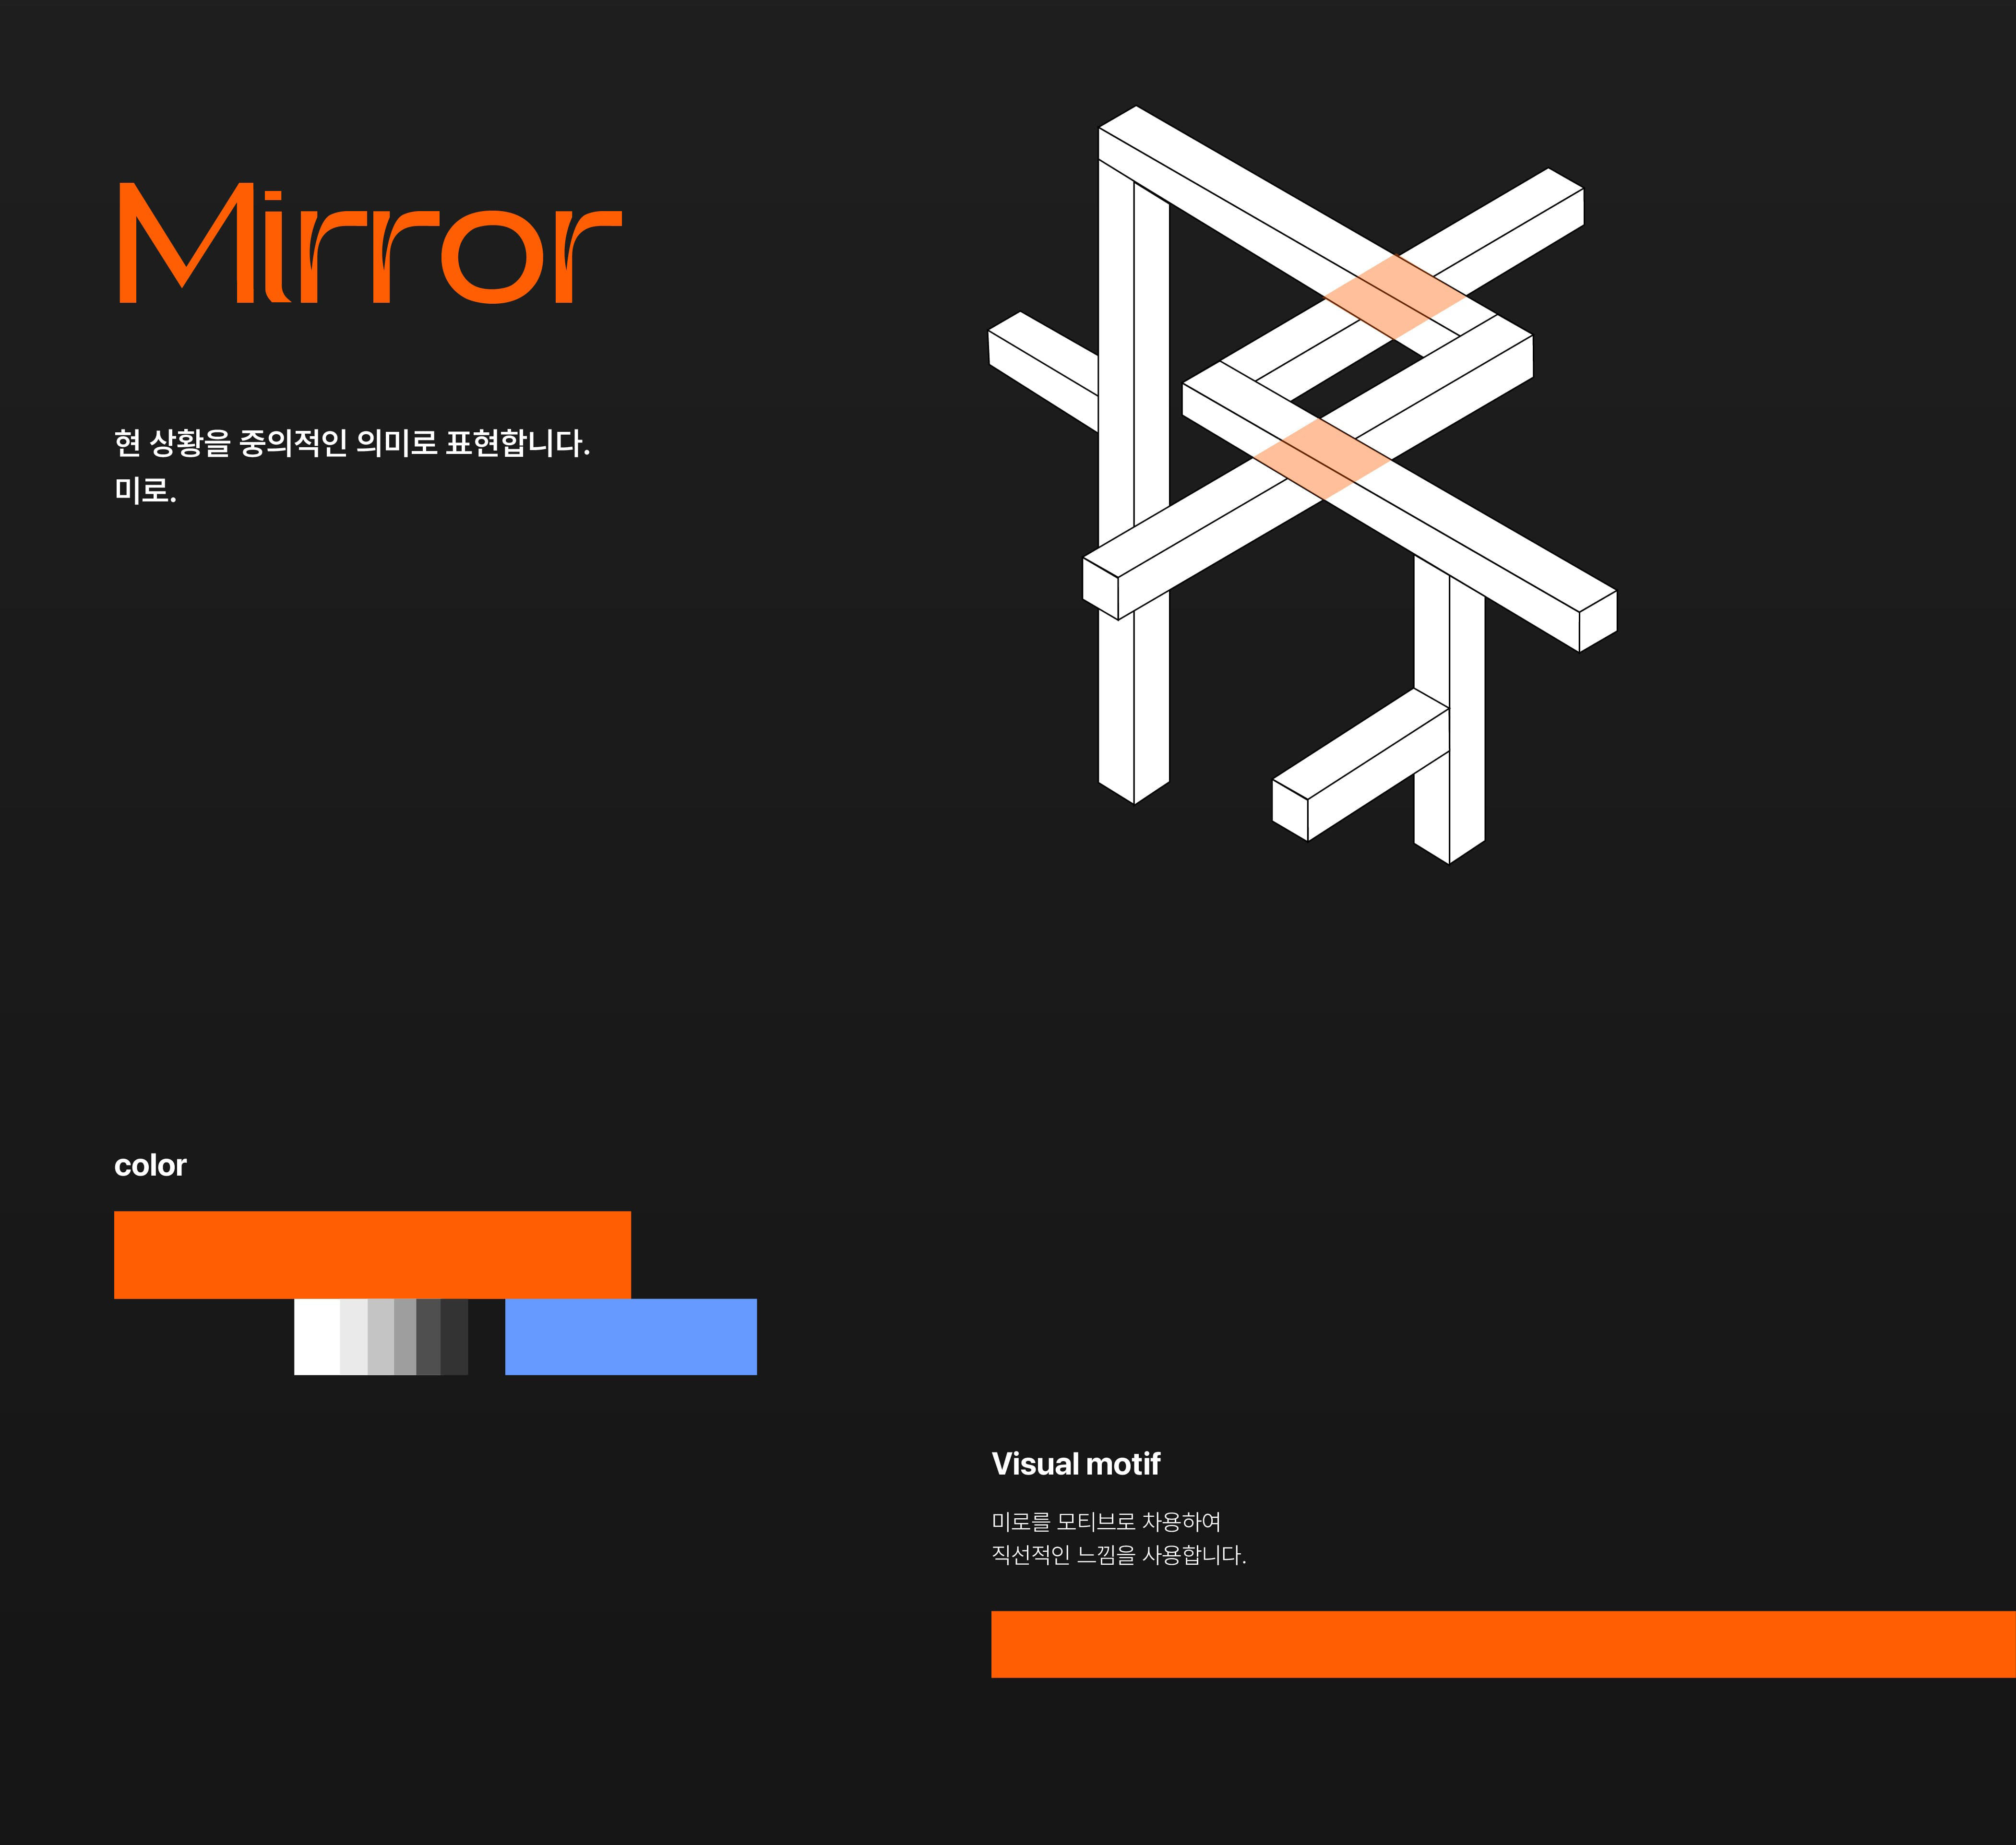 Mirror
현 상황을 중의적인 의미로 표현합니다.
미로.
color
Visual motif
미로를 모티브로 차용하여
직선적인 느낌을 사용합니다.